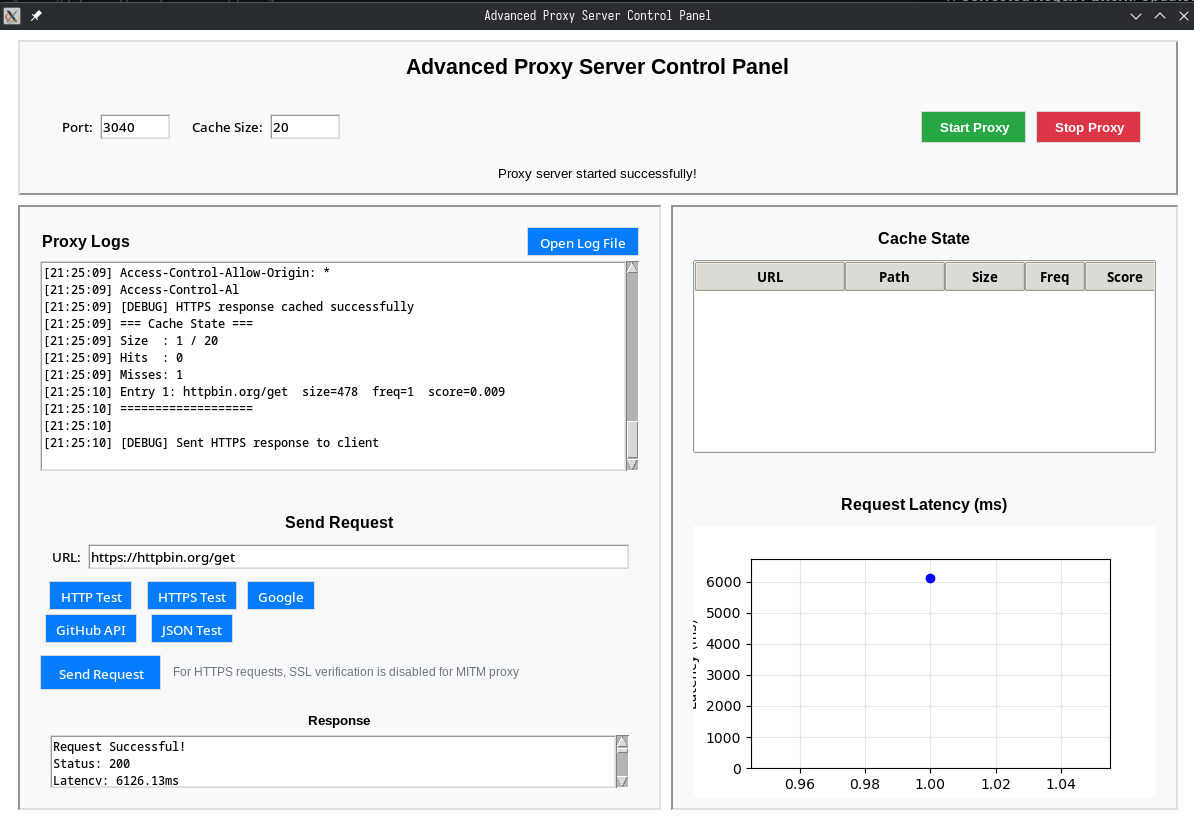 Advanced Proxy Server Control Panel
Advanced Proxy Server Control Panel
Port: 3040 Cache Size: 20 Start Proxy Stop Proxy
Proxy server started successfully!
Proxy Logs Open Log File
[21:25:09] Access-Control-Allow-Origin: *
[21:25:09] Access-Control-Al
[21:25:09] [DEBUG] HTTPS response cached successfully
[21:25:09] === Cache State ===
[21:25:09] Size  : 1 / 20
[21:25:09] Hits  : 0
[21:25:09] Misses: 1
[21:25:10] Entry 1: httpbin.org/get  size=478  freq=1  score=0.009
[21:25:10] ===================
[21:25:10]
[21:25:10] [DEBUG] Sent HTTPS response to client
Send Request
URL: https://httpbin.org/get
HTTP Test HTTPS Test Google
GitHub API JSON Test
Send Request For HTTPS requests, SSL verification is disabled for MITM proxy
Response
Request Successful!
Status: 200
Latency: 6126.13ms
Cache State
URL Path Size Freq Score
Request Latency (ms)
Latency (ms)
6000
5000
4000
3000
2000
1000
0
0.96 0.98 1.00 1.02 1.04